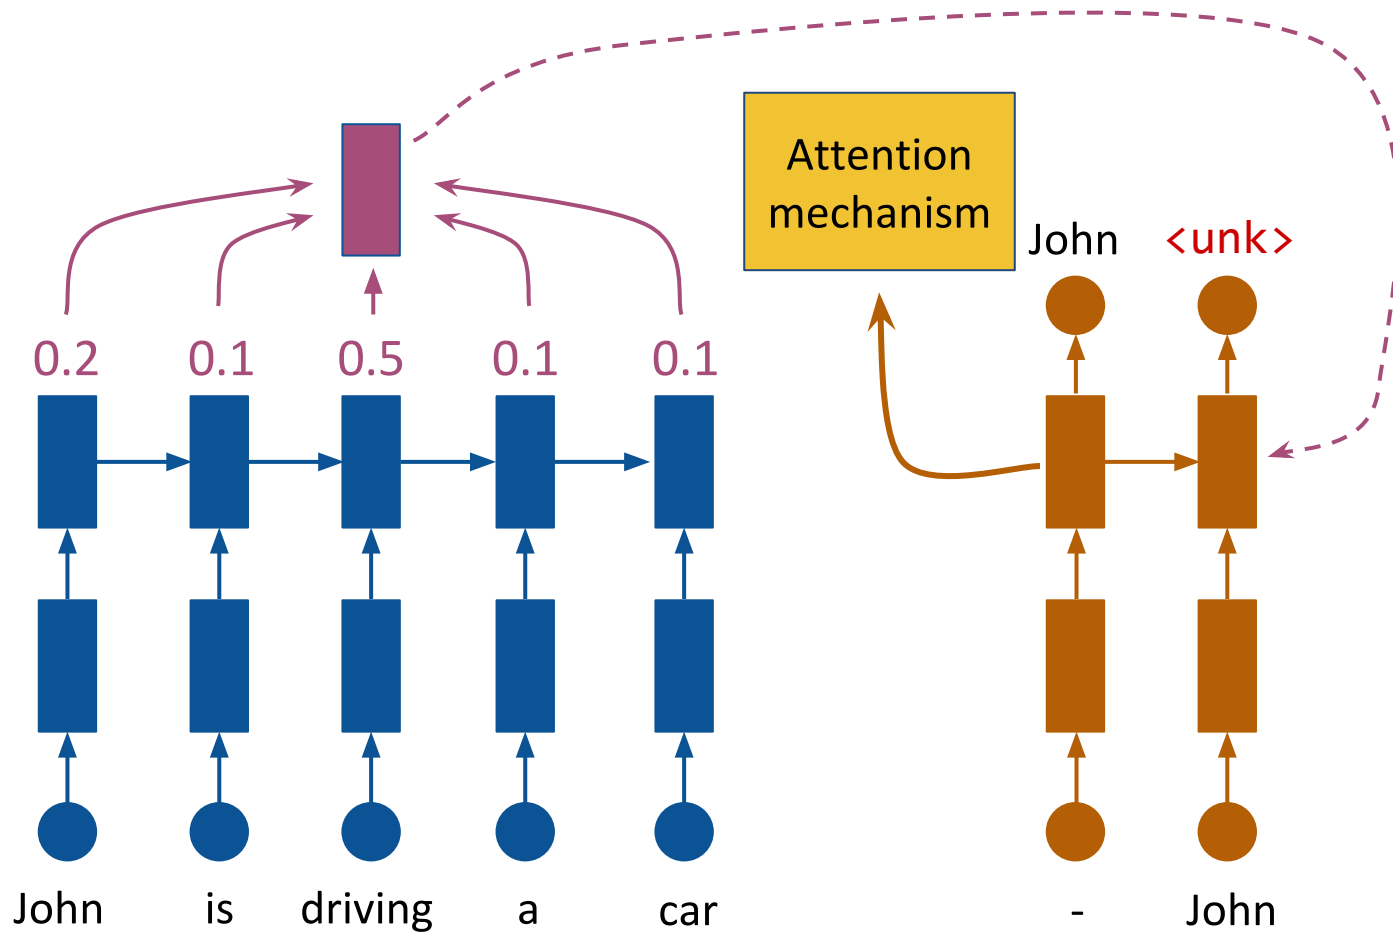 Attention
mechanism
John <unk>
0.2 0.1 0.5 0.1 0.1
John is driving a car - John